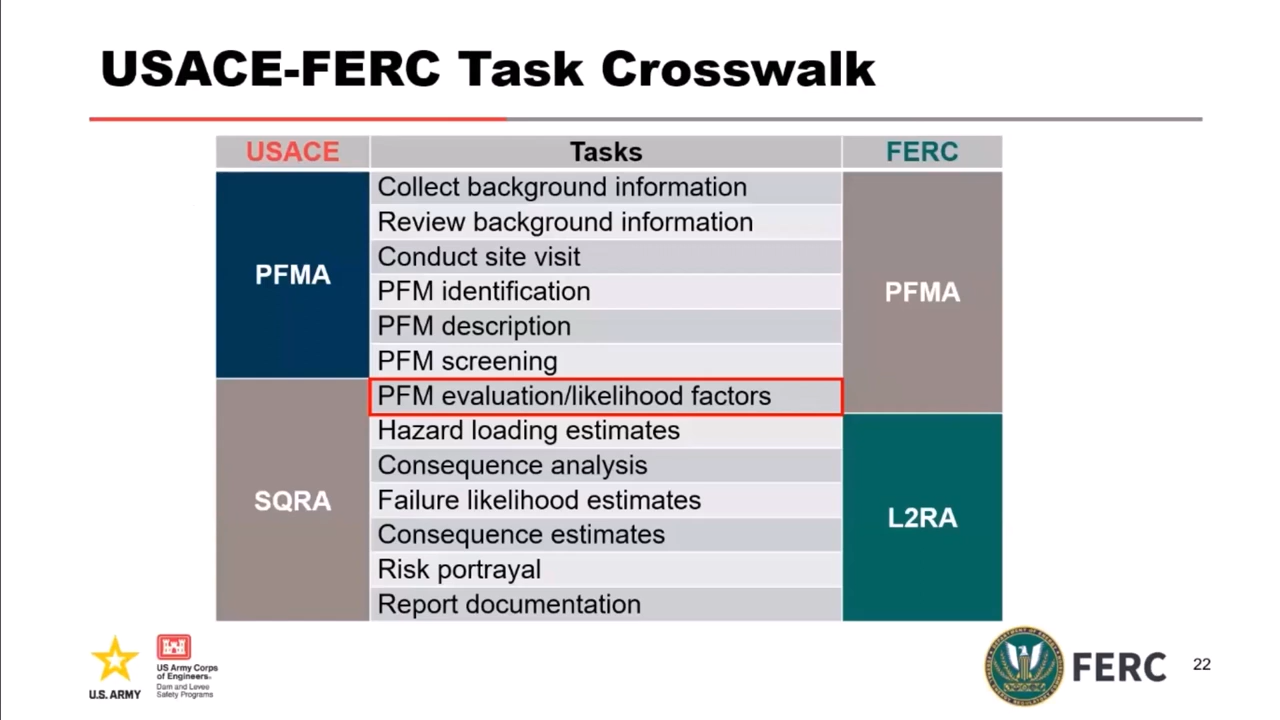 USACE-FERC Task Crosswalk
USACE
Tasks
FERC
PFMA
Collect background information
Review background information
Conduct site visit
PFM identification
PFM description
PFM screening
PFMA
SQRA
PFM evaluation/likelihood factors
Hazard loading estimates
Consequence analysis
Failure likelihood estimates
Consequence estimates
Risk portrayal
Report documentation
L2RA
U.S. ARMY
US Army Corps
of Engineers.
Dam and Levee
Safety Programs
FERC
22